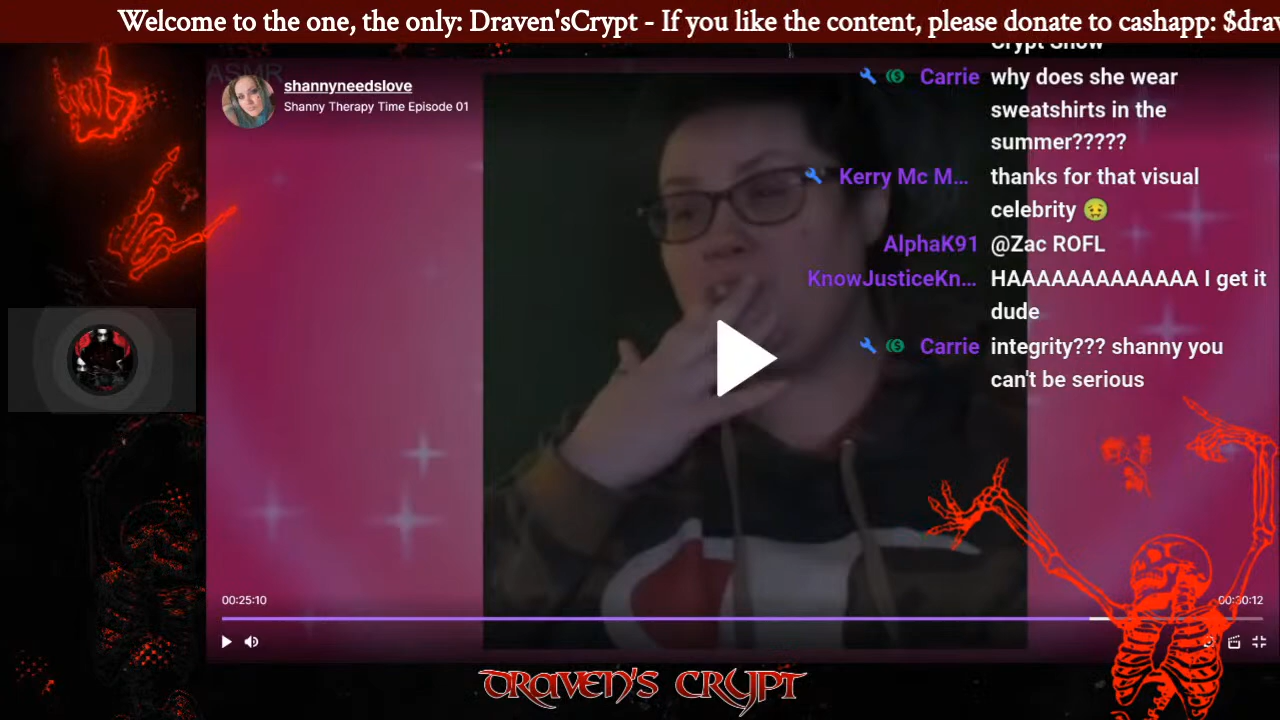 Welcome to the one, the only: Draven'sCrypt - If you like the content, please donate to cashapp: $drav
Crypt Show
ASMR
shannyneedslove
Shanny Therapy Time Episode 01
Carrie why does she wear
sweatshirts in the
summer?????
Kerry Mc M... thanks for that visual
celebrity 🤢
AlphaK91 @Zac ROFL
KnowJusticeKn... HAAAAAAAAAAAAA I get it
dude
Carrie integrity??? shanny you
can't be serious
00:25:10
00:30:12
DRAVEN'S CRYPT